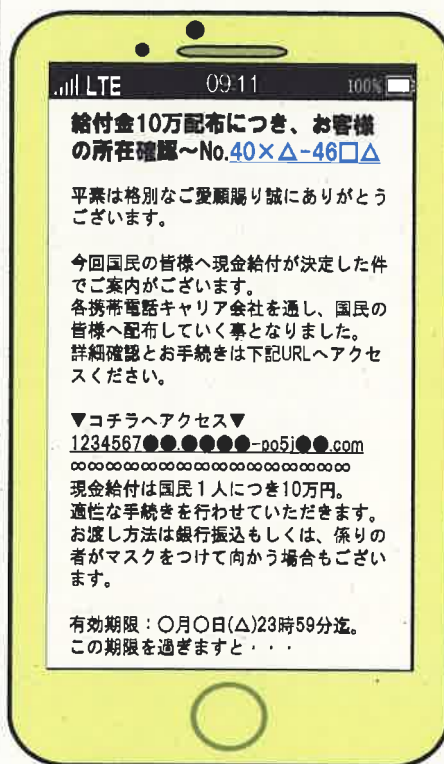 LTE 09:11 100%
給付金10万配布につき、お客様
の所在確認～No.40×△-46□△
平素は格別なご愛願賜り誠にありがとう
ございます。
今回国民の皆様へ現金給付が決定した件
でご案内がございます。
各携帯電話キャリア会社を通し、国民の
皆様へ配布していく事となりました。
詳細確認とお手続きは下記URLへアクセ
スください。
▼コチラヘアクセス▼
1234567●●.●●●●-po5j●●.com
∞∞∞∞∞∞∞∞∞∞∞∞∞∞∞∞
現金給付は国民1人につき10万円。
適性な手続きを行わせていただきます。
お渡し方法は銀行振込もしくは、係りの
者がマスクをつけて向かう場合もござい
ます。
有効期限：〇月〇日(△)23時59分迄。
この期限を過ぎますと・・・